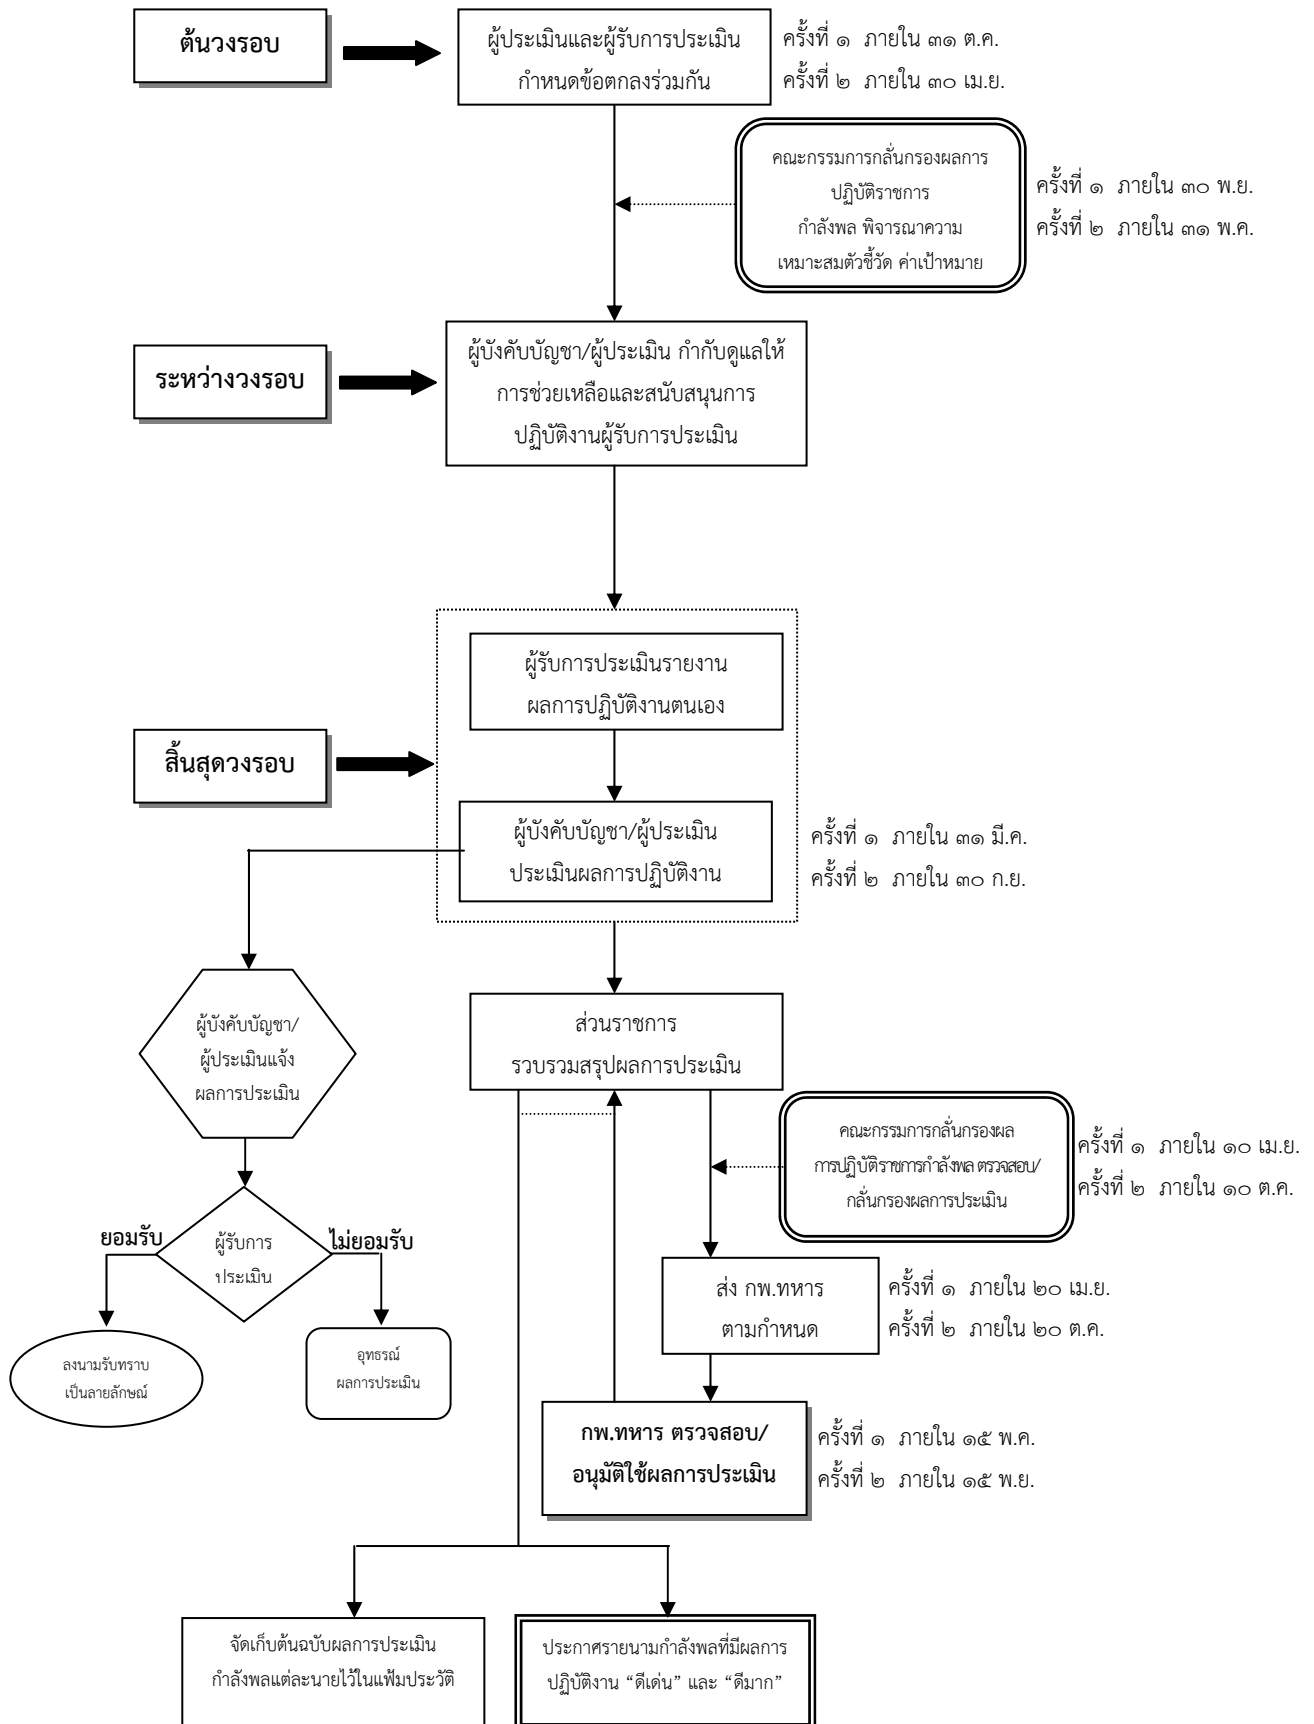 ต้นวงรอบ
ผู้ประเมินและผู้รับการประเมิน
กำหนดข้อตกลงร่วมกัน
ครั้งที่ ๑ ภายใน ๓๑ ต.ค.
ครั้งที่ ๒ ภายใน ๓๐ เม.ย.
คณะกรรมการกลั่นกรองผลการ
ปฏิบัติราชการ
กำลังพล พิจารณาความ
เหมาะสมตัวชี้วัด ค่าเป้าหมาย
ครั้งที่ ๑ ภายใน ๓๐ พ.ย.
ครั้งที่ ๒ ภายใน ๓๑ พ.ค.
ระหว่างวงรอบ
ผู้บังคับบัญชา/ผู้ประเมิน กำกับดูแลให้
การช่วยเหลือและสนับสนุนการ
ปฏิบัติงานผู้รับการประเมิน
ผู้รับการประเมินรายงาน
ผลการปฏิบัติงานตนเอง
สิ้นสุดวงรอบ
ผู้บังคับบัญชา/ผู้ประเมิน
ประเมินผลการปฏิบัติงาน
ครั้งที่ ๑ ภายใน ๓๑ มี.ค.
ครั้งที่ ๒ ภายใน ๓๐ ก.ย.
ผู้บังคับบัญชา/
ผู้ประเมินแจ้ง
ผลการประเมิน
ส่วนราชการ
รวบรวมสรุปผลการประเมิน
คณะกรรมการกลั่นกรองผล
การปฏิบัติราชการกำลังพล ตรวจสอบ/
กลั่นกรองผลการประเมิน
ครั้งที่ ๑ ภายใน ๑๐ เม.ย.
ครั้งที่ ๒ ภายใน ๑๐ ต.ค.
ยอมรับ
ผู้รับการ
ประเมิน
ไม่ยอมรับ
ส่ง กพ.ทหาร
ตามกำหนด
ครั้งที่ ๑ ภายใน ๒๐ เม.ย.
ครั้งที่ ๒ ภายใน ๒๐ ต.ค.
ลงนามรับทราบ
เป็นลายลักษณ์
อุทธรณ์
ผลการประเมิน
กพ.ทหาร ตรวจสอบ/
อนุมัติใช้ผลการประเมิน
ครั้งที่ ๑ ภายใน ๑๕ พ.ค.
ครั้งที่ ๒ ภายใน ๑๕ พ.ย.
จัดเก็บต้นฉบับผลการประเมิน
กำลังพลแต่ละนายไว้ในแฟ้มประวัติ
ประกาศรายนามกำลังพลที่มีผลการ
ปฏิบัติงาน “ดีเด่น” และ “ดีมาก”